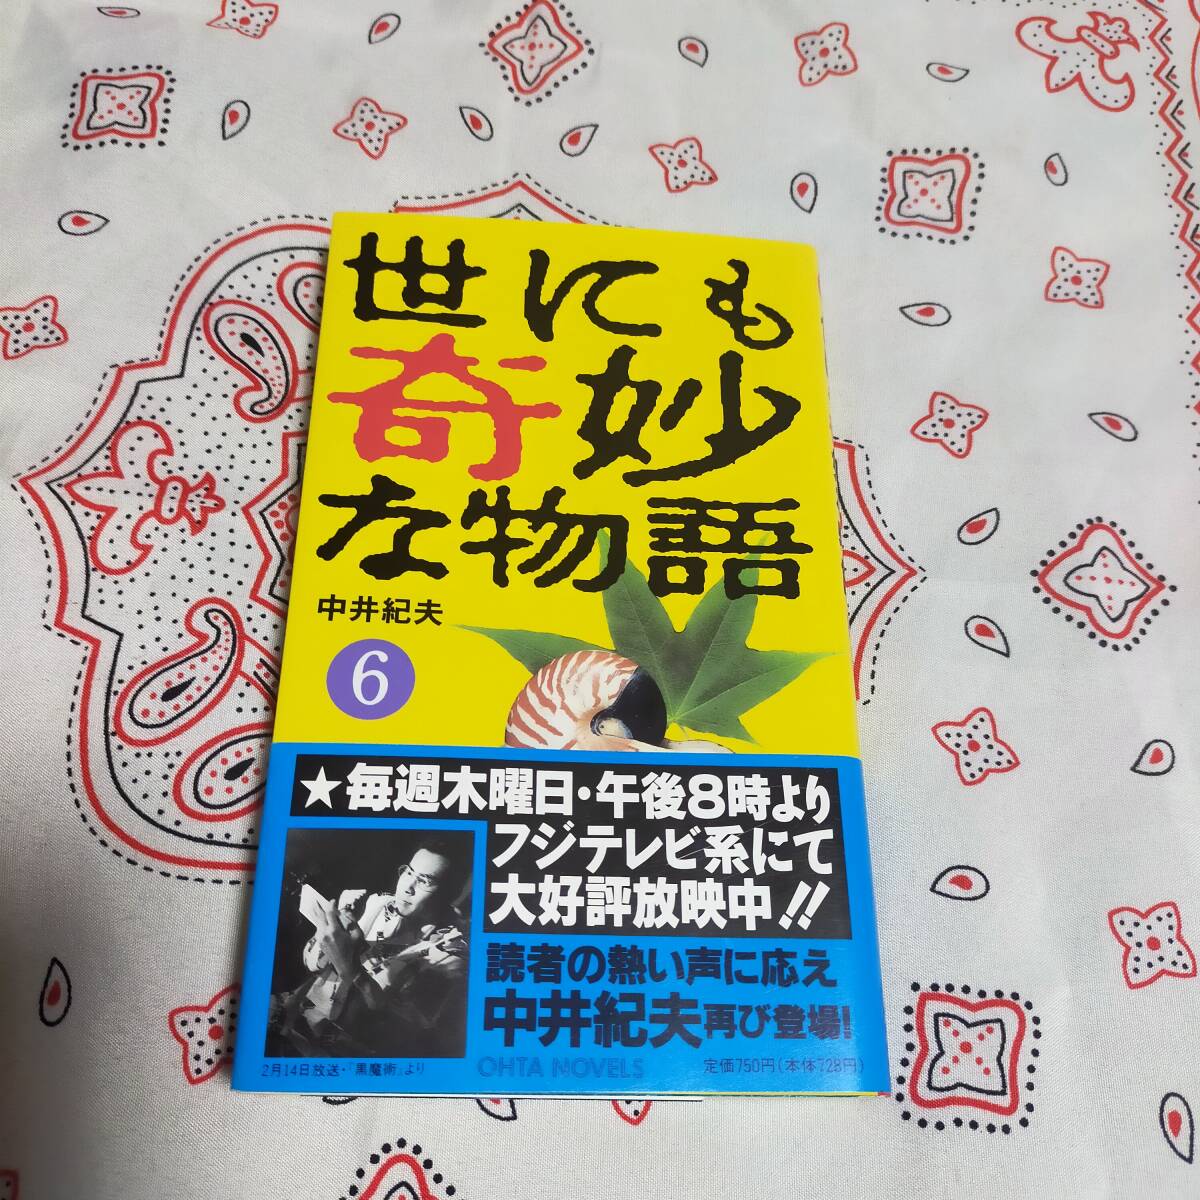 世にも
奇妙
な物語
中井紀夫
6
★毎週木曜日・午後8時より
フジテレビ系にて
大好評放映中!!
読者の熱い声に応え
中井紀夫再び登場!
2月14日放送・『黒魔術』より
OHTA NOVELS
定価750円(本体728円)